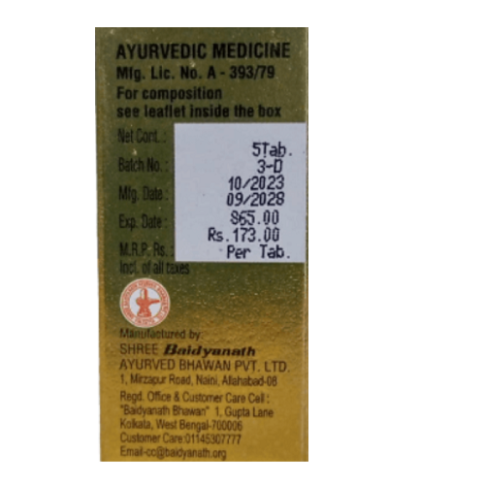 AYURVEDIC MEDICINE
Mfg. Lic. No. A - 393/79
For composition
see leaflet inside the box
Net Cont. : 5Tab.
Batch No. : 3-D
Mfg. Date : 10/2023
Exp. Date : 09/2028
M.R.P. Rs. : 865.00
Rs.173.00
Per Tab.
Incl. of all taxes
Manufactured by
SHREE Baidyanath
AYURVED BHAWAN PVT. LTD.
1, Mirzapur Road, Naini, Allahabad-08
Regd. Office & Customer Care Cell :
"Baidyanath Bhawan" 1, Gupta Lane
Kolkata, West Bengal-700006
Customer Care:01145307777
Email-cc@baidyanath.org